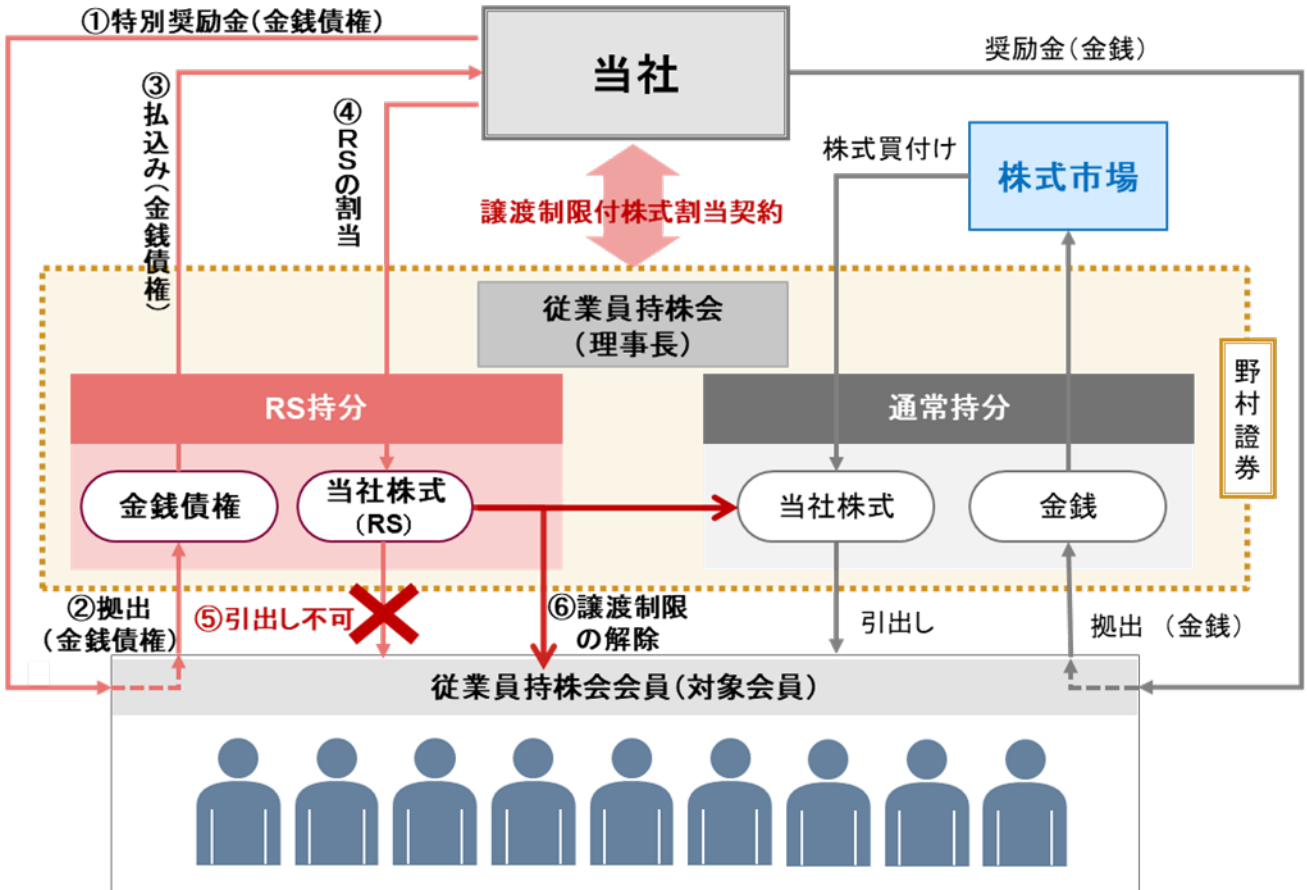 ①特別奨励金(金銭債権)
当社
奨励金(金銭)
③払込み(金銭債権)
④RSの割当
株式買付け
株式市場
譲渡制限付株式割当契約
従業員持株会
(理事長)
野村證券
RS持分
通常持分
金銭債権
当社株式
(RS)
当社株式
金銭
②拠出
(金銭債権)
⑤引出し不可
⑥譲渡制限
の解除
引出し
拠出 (金銭)
従業員持株会会員(対象会員)